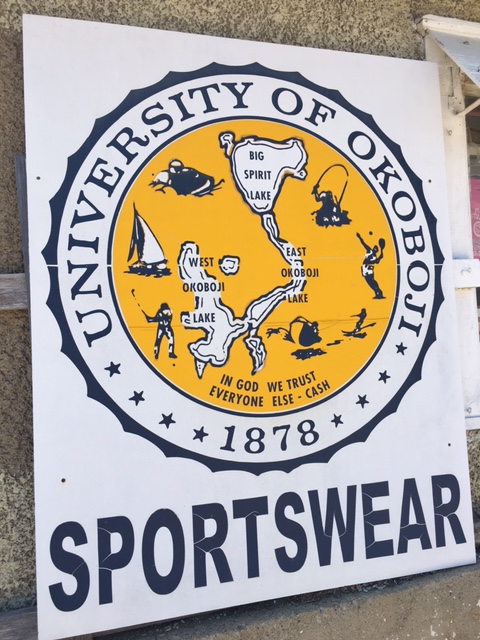 UNIVERSITY OF OKOBOJI
BIG
SPIRIT
LAKE
EAST
OKOBOJI
LAKE
WEST
OKOBOJI
LAKE
IN GOD WE TRUST
EVERYONE ELSE - CASH
1878
SPORTSWEAR